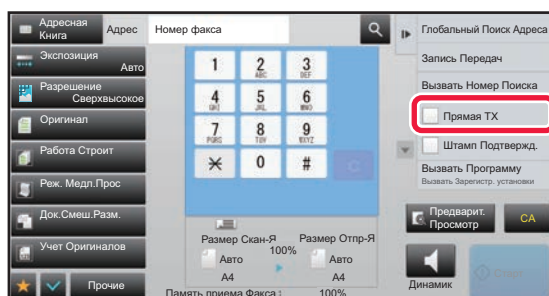 Адресная
Книга
Адрес
Номер факса
Экспозиция
Авто
Разрешение
Сверхвысокое
Оригинал
Работа Строит
Реж. Медл.Прос
Док.Смеш.Разм.
Учет Оригиналов
Прочие
1
2
ABC
3
DEF
4
GHI
5
JKL
6
MNO
7
PQRS
8
TUV
9
WXYZ
0
#
C
Размер Скан-Я
100%
Размер Отпр-Я
Авто
A4
Авто
A4
Память приема Факса:
100%
Глобальный Поиск Адреса
Запись Передач
Вызвать Номер Поиска
Прямая TX
Штамп Подтвержд.
Вызвать Программу
Вызвать Зарегистр. установки
Предварит.
Просмотр
CA
Динамик
Старт